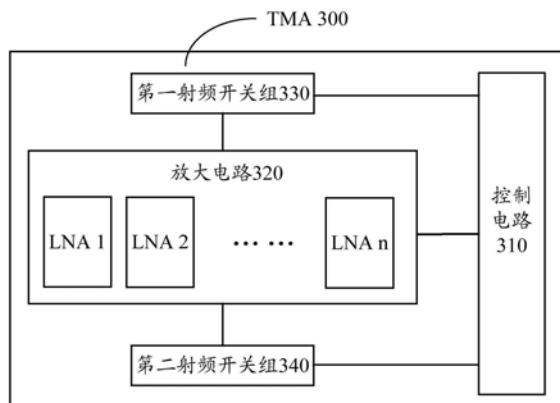 TMA 300
第一射频开关组330
放大电路320
LNA 1
LNA 2
… …
LNA n
控制
电路
310
第二射频开关组340